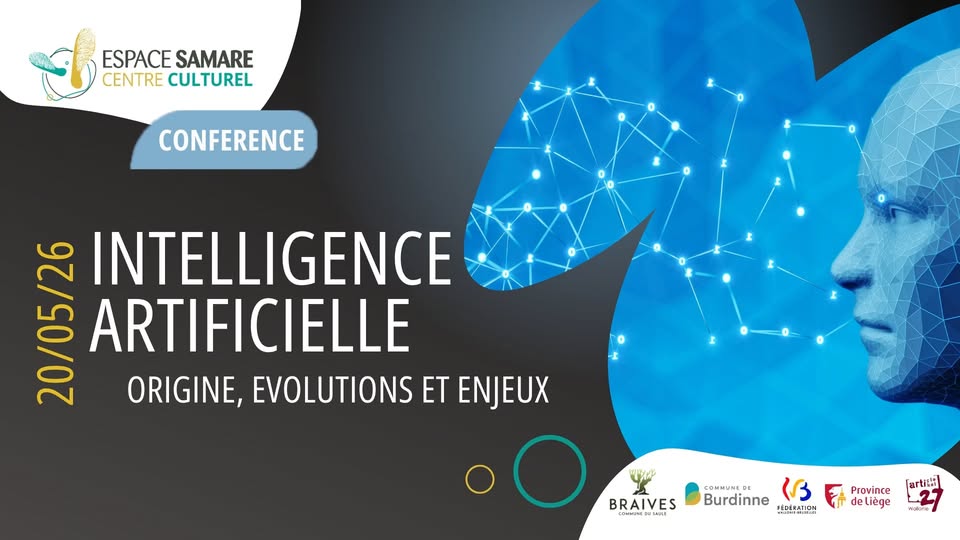 ESPACE SAMARE
CENTRE CULTUREL
CONFERENCE
20/05/26
INTELLIGENCE
ARTIFICIELLE
ORIGINE, EVOLUTIONS ET ENJEUX
BRAIVES
COMMUNE DU SAULE
COMMUNE DE
Burdinne
FÉDÉRATION
WALLONIE-BRUXELLES
Province
de Liège
article
27
Wallonie